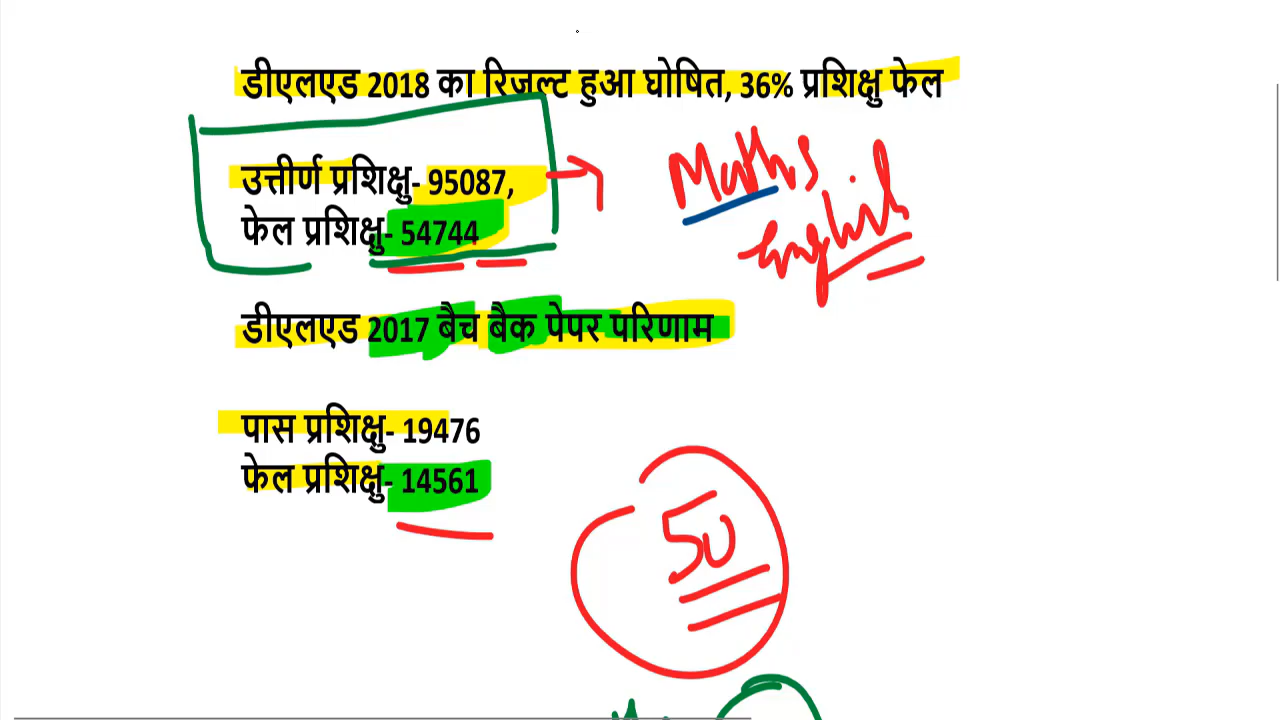 डीएलएड 2018 का रिजल्ट हुआ घोषित, 36% प्रशिक्षु फेल
उत्तीर्ण प्रशिक्षु- 95087,
फेल प्रशिक्षु- 54744
Maths
English
डीएलएड 2017 बैच बैक पेपर परिणाम
पास प्रशिक्षु- 19476
फेल प्रशिक्षु- 14561
50